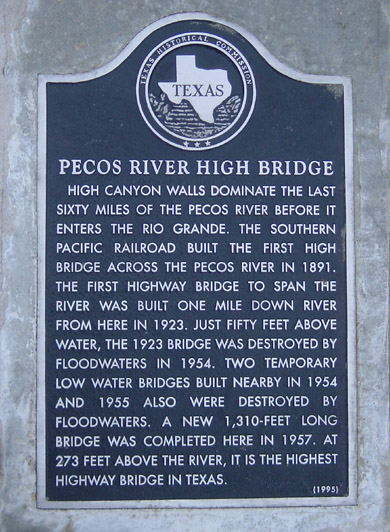 TEXAS HISTORICAL COMMISSION
TEXAS
PECOS RIVER HIGH BRIDGE
HIGH CANYON WALLS DOMINATE THE LAST
SIXTY MILES OF THE PECOS RIVER BEFORE IT
ENTERS THE RIO GRANDE. THE SOUTHERN
PACIFIC RAILROAD BUILT THE FIRST HIGH
BRIDGE ACROSS THE PECOS RIVER IN 1891.
THE FIRST HIGHWAY BRIDGE TO SPAN THE
RIVER WAS BUILT ONE MILE DOWN RIVER
FROM HERE IN 1923. JUST FIFTY FEET ABOVE
WATER, THE 1923 BRIDGE WAS DESTROYED BY
FLOODWATERS IN 1954. TWO TEMPORARY
LOW WATER BRIDGES BUILT NEARBY IN 1954
AND 1955 ALSO WERE DESTROYED BY
FLOODWATERS. A NEW 1,310-FEET LONG
BRIDGE WAS COMPLETED HERE IN 1957. AT
273 FEET ABOVE THE RIVER, IT IS THE HIGHEST
HIGHWAY BRIDGE IN TEXAS.
(1995)